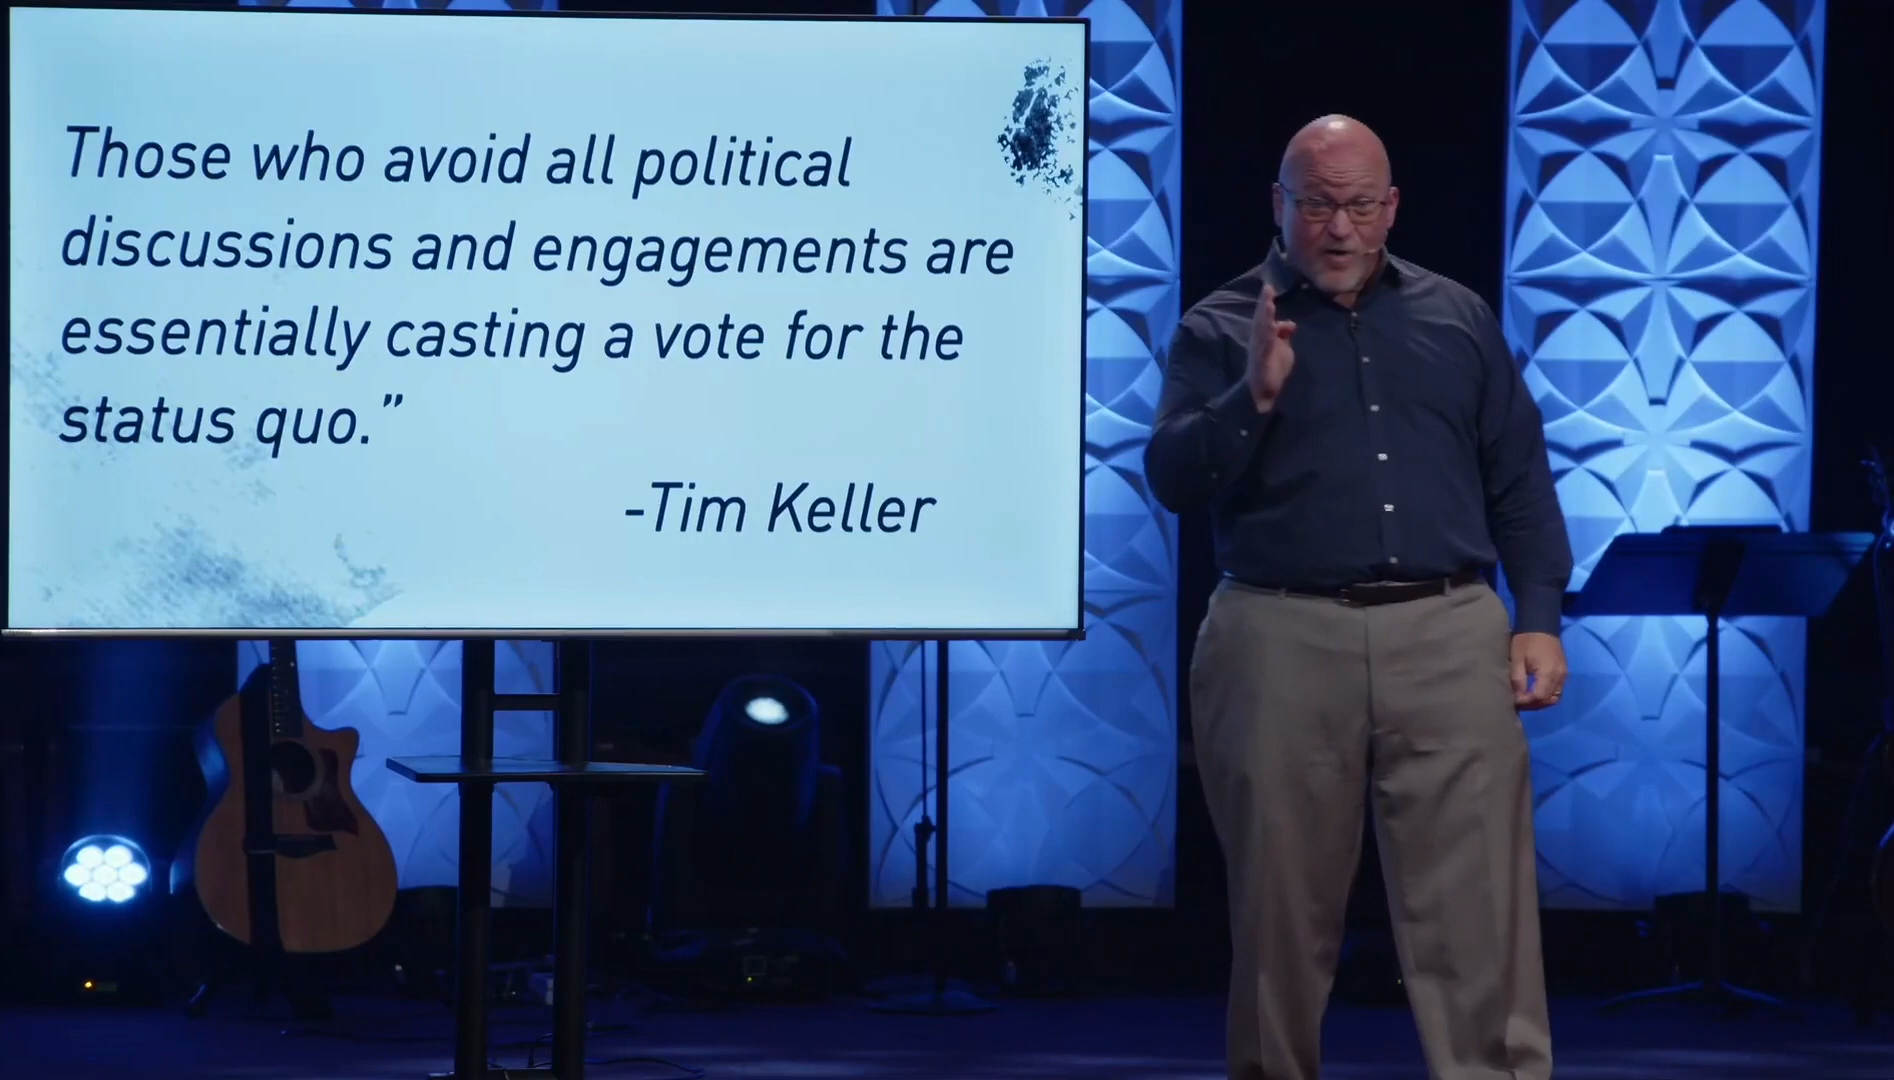 Those who avoid all political
discussions and engagements are
essentially casting a vote for the
status quo.”
-Tim Keller